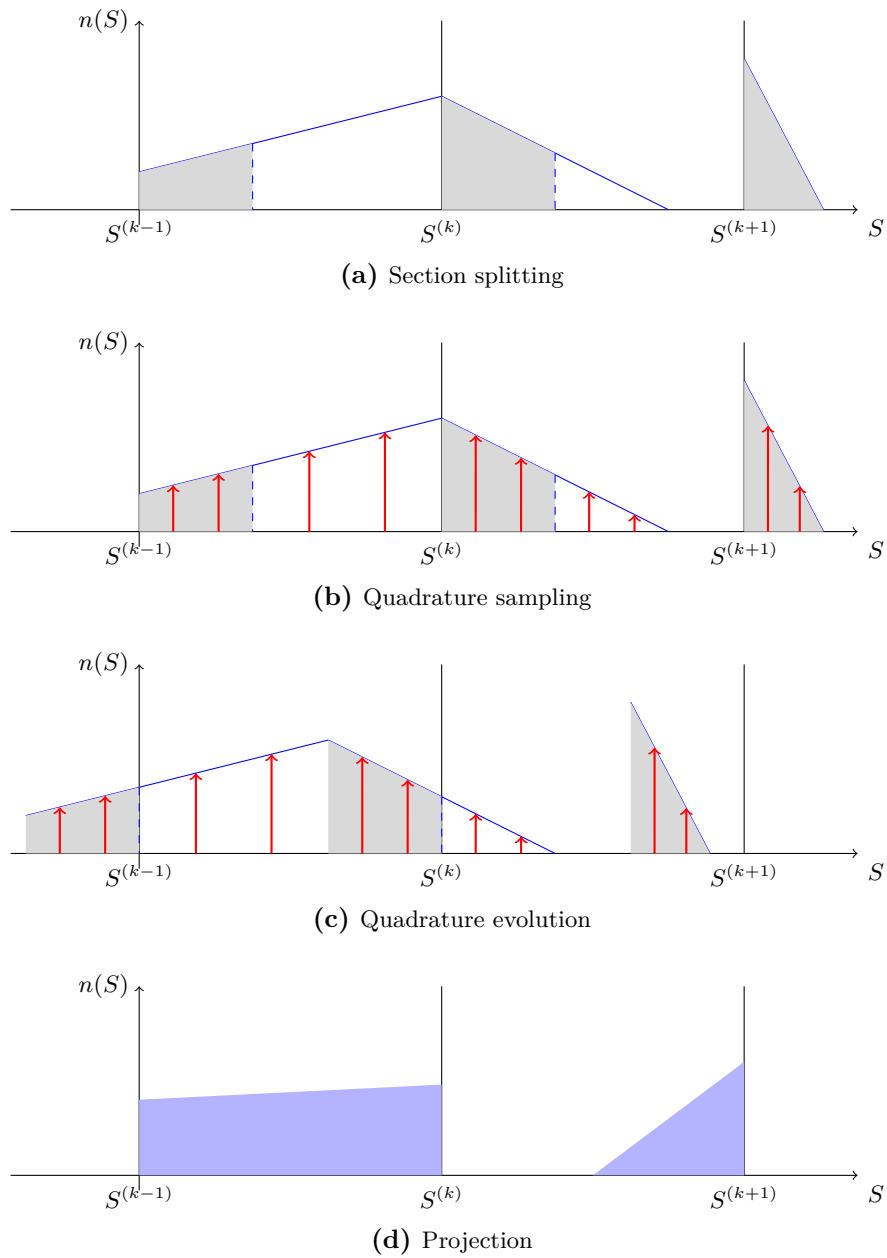 n(S)
S^{(k−1)} S^{(k)} S^{(k+1)} S
(a) Section splitting
n(S)
S^{(k−1)} S^{(k)} S^{(k+1)} S
(b) Quadrature sampling
n(S)
S^{(k−1)} S^{(k)} S^{(k+1)} S
(c) Quadrature evolution
n(S)
S^{(k−1)} S^{(k)} S^{(k+1)} S
(d) Projection